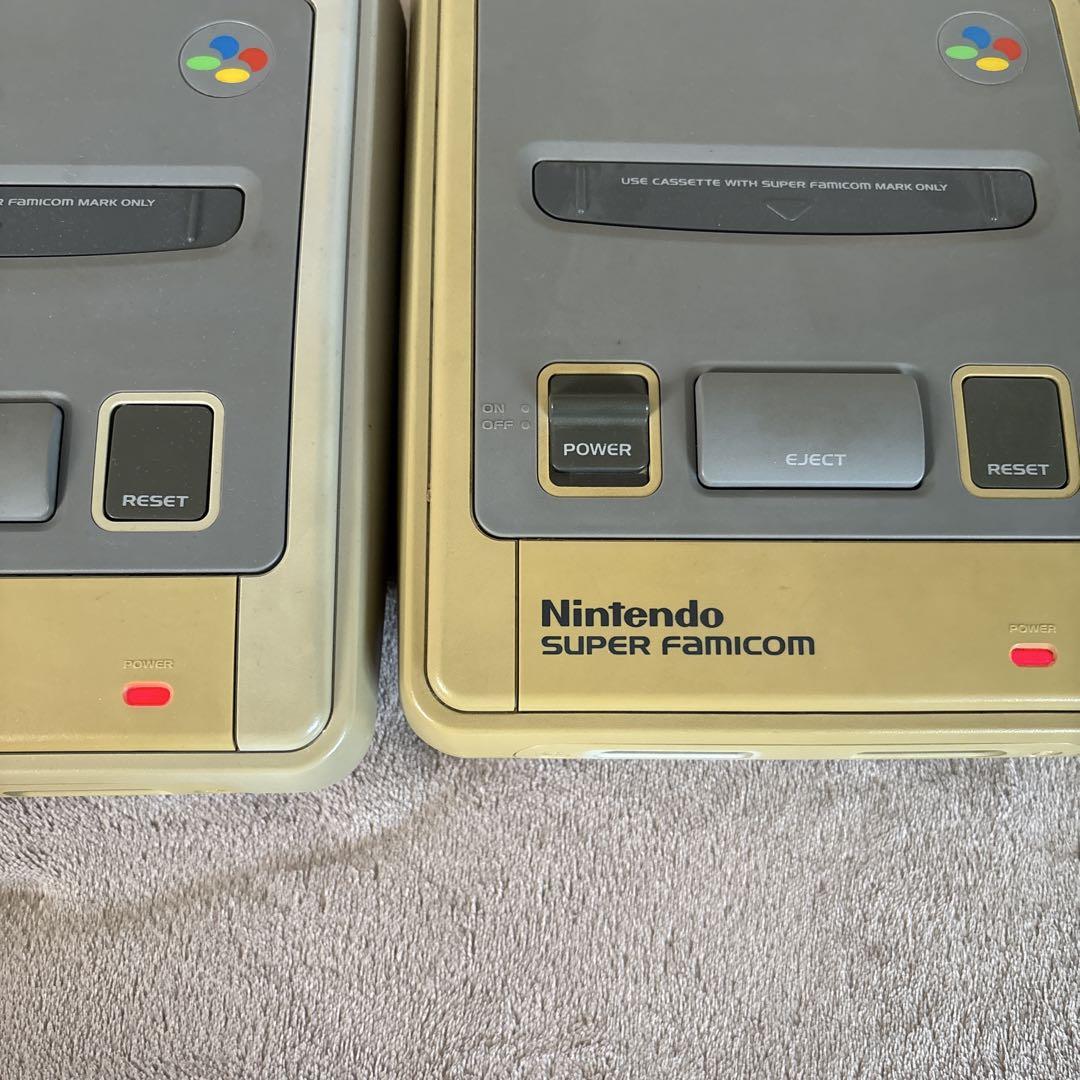 R FAMICOM MARK ONLY
RESET
POWER
USE CASSETTE WITH SUPER FAMICOM MARK ONLY
ON
OFF
POWER
EJECT
RESET
Nintendo
SUPER FAMICOM
POWER